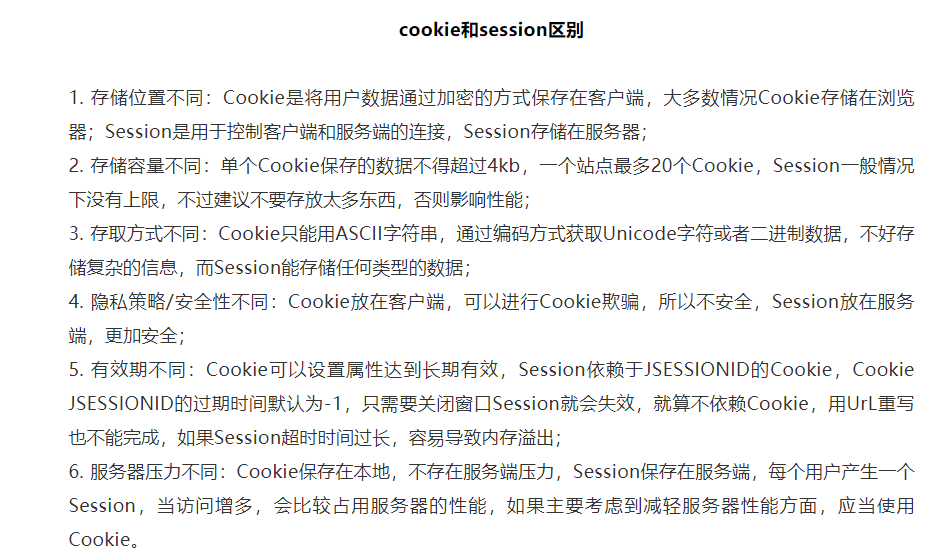 cookie和session区别
1. 存储位置不同：Cookie是将用户数据通过加密的方式保存在客户端，大多数情况Cookie存储在浏览
器；Session是用于控制客户端和服务端的连接，Session存储在服务器；
2. 存储容量不同：单个Cookie保存的数据不得超过4kb，一个站点最多20个Cookie，Session一般情况
下没有上限，不过建议不要存放太多东西，否则影响性能；
3. 存取方式不同：Cookie只能用ASCII字符串，通过编码方式获取Unicode字符或者二进制数据，不好存
储复杂的信息，而Session能存储任何类型的数据；
4. 隐私策略/安全性不同：Cookie放在客户端，可以进行Cookie欺骗，所以不安全，Session放在服务
端，更加安全；
5. 有效期不同：Cookie可以设置属性达到长期有效，Session依赖于JSESSIONID的Cookie，Cookie
JSESSIONID的过期时间默认为-1，只需要关闭窗口Session就会失效，就算不依赖Cookie，用UrL重写
也不能完成，如果Session超时时间过长，容易导致内存溢出；
6. 服务器压力不同：Cookie保存在本地，不存在服务端压力，Session保存在服务端，每个用户产生一个
Session，当访问增多，会比较占用服务器的性能，如果主要考虑到减轻服务器性能方面，应当使用
Cookie。